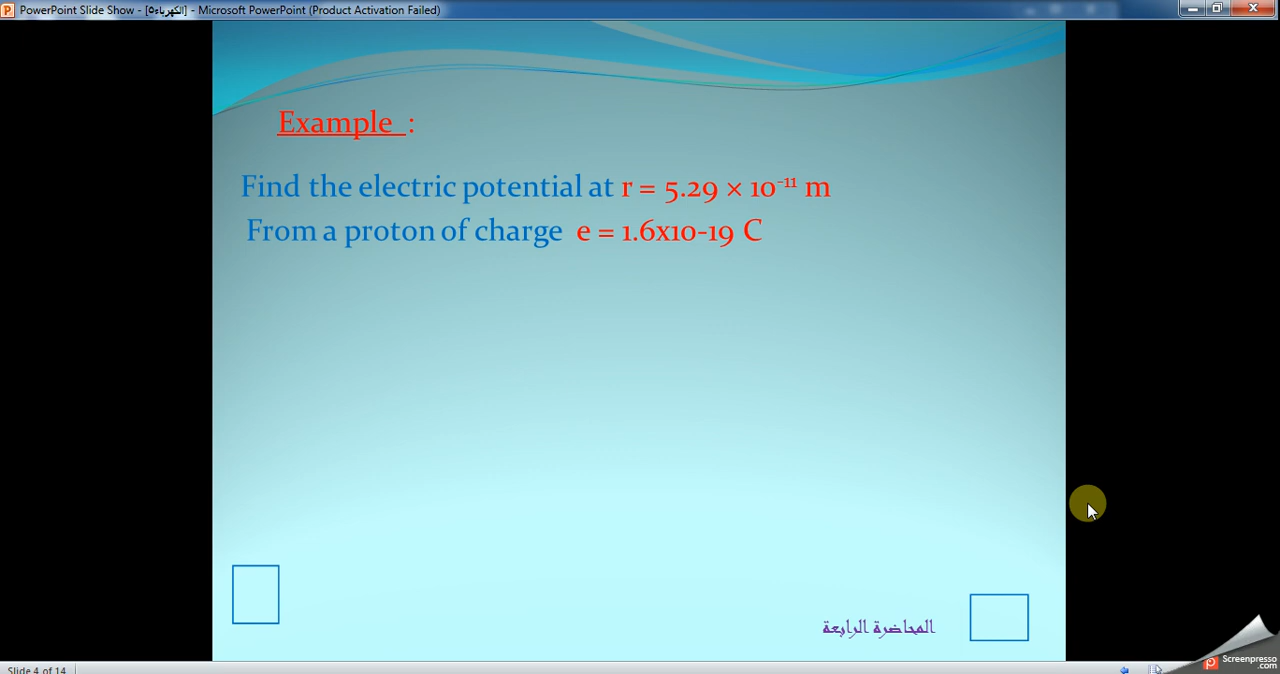 PowerPoint Slide Show - [الكهرباء٥] - Microsoft PowerPoint (Product Activation Failed)
Example :
Find the electric potential at r = 5.29 × 10⁻¹¹ m
From a proton of charge e = 1.6x10-19 C
المحاضرة الرابعة
Slide 4 of 14
Screenpresso
.com